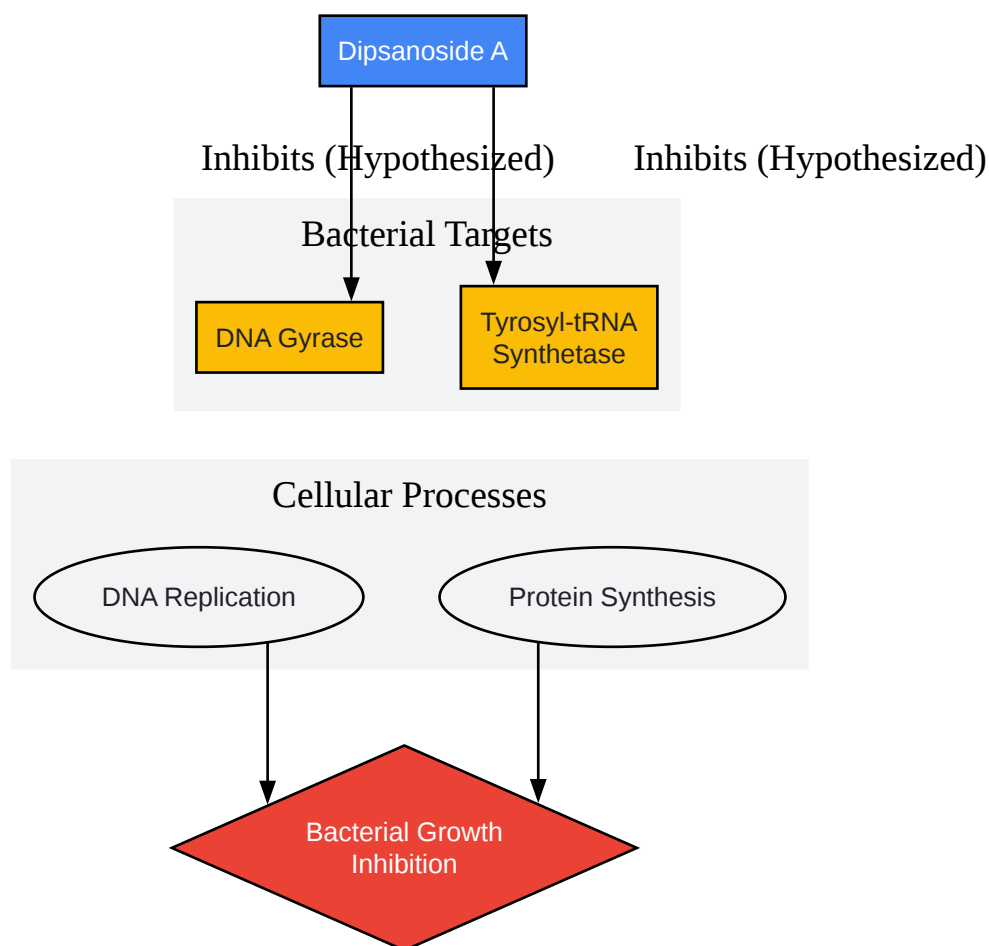 Dipsanoside A
Inhibits (Hypothesized)
Inhibits (Hypothesized)
Bacterial Targets
DNA Gyrase
Tyrosyl-tRNA
Synthetase
Cellular Processes
DNA Replication
Protein Synthesis
Bacterial Growth
Inhibition